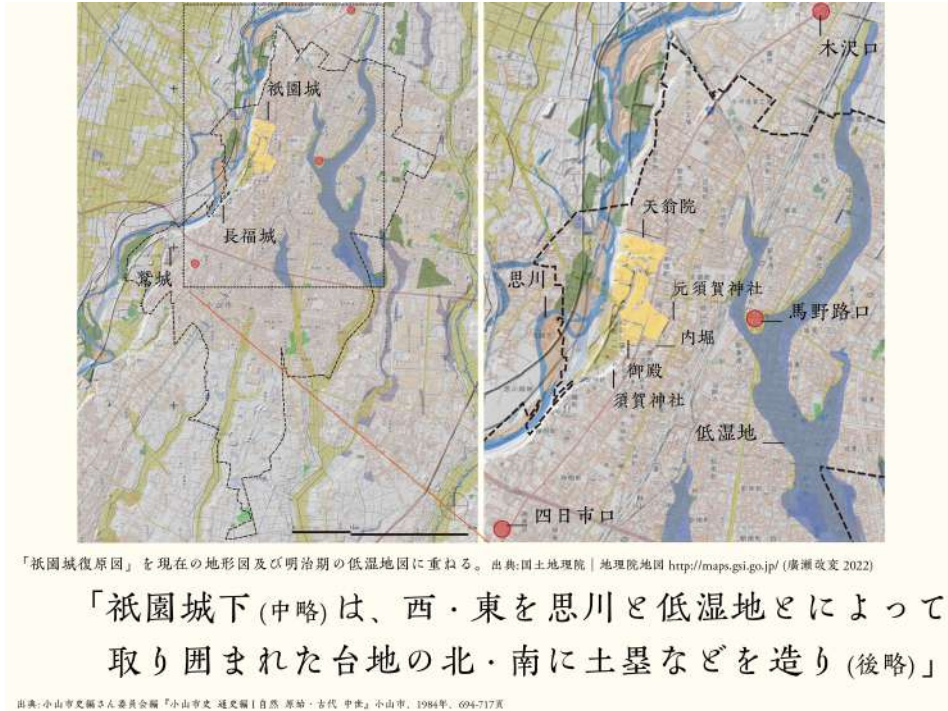 祇園城
長福城
鷲城
木沢口
天翁院
思川
元須賀神社
馬野路口
内堀
御殿
須賀神社
低湿地
四日市口
「祇園城復原図」を現在の地形図及び明治期の低湿地図に重ねる。出典:国土地理院｜地理院地図 http://maps.gsi.go.jp/ (廣瀬改変 2022)
「祇園城下 (中略) は、西・東を思川と低湿地とによって
取り囲まれた台地の北・南に土塁などを造り (後略) 」
出典:小山市史編さん委員会編『小山市史 通史編 I 自然 原始・古代 中世』小山市、1984年、694-717頁